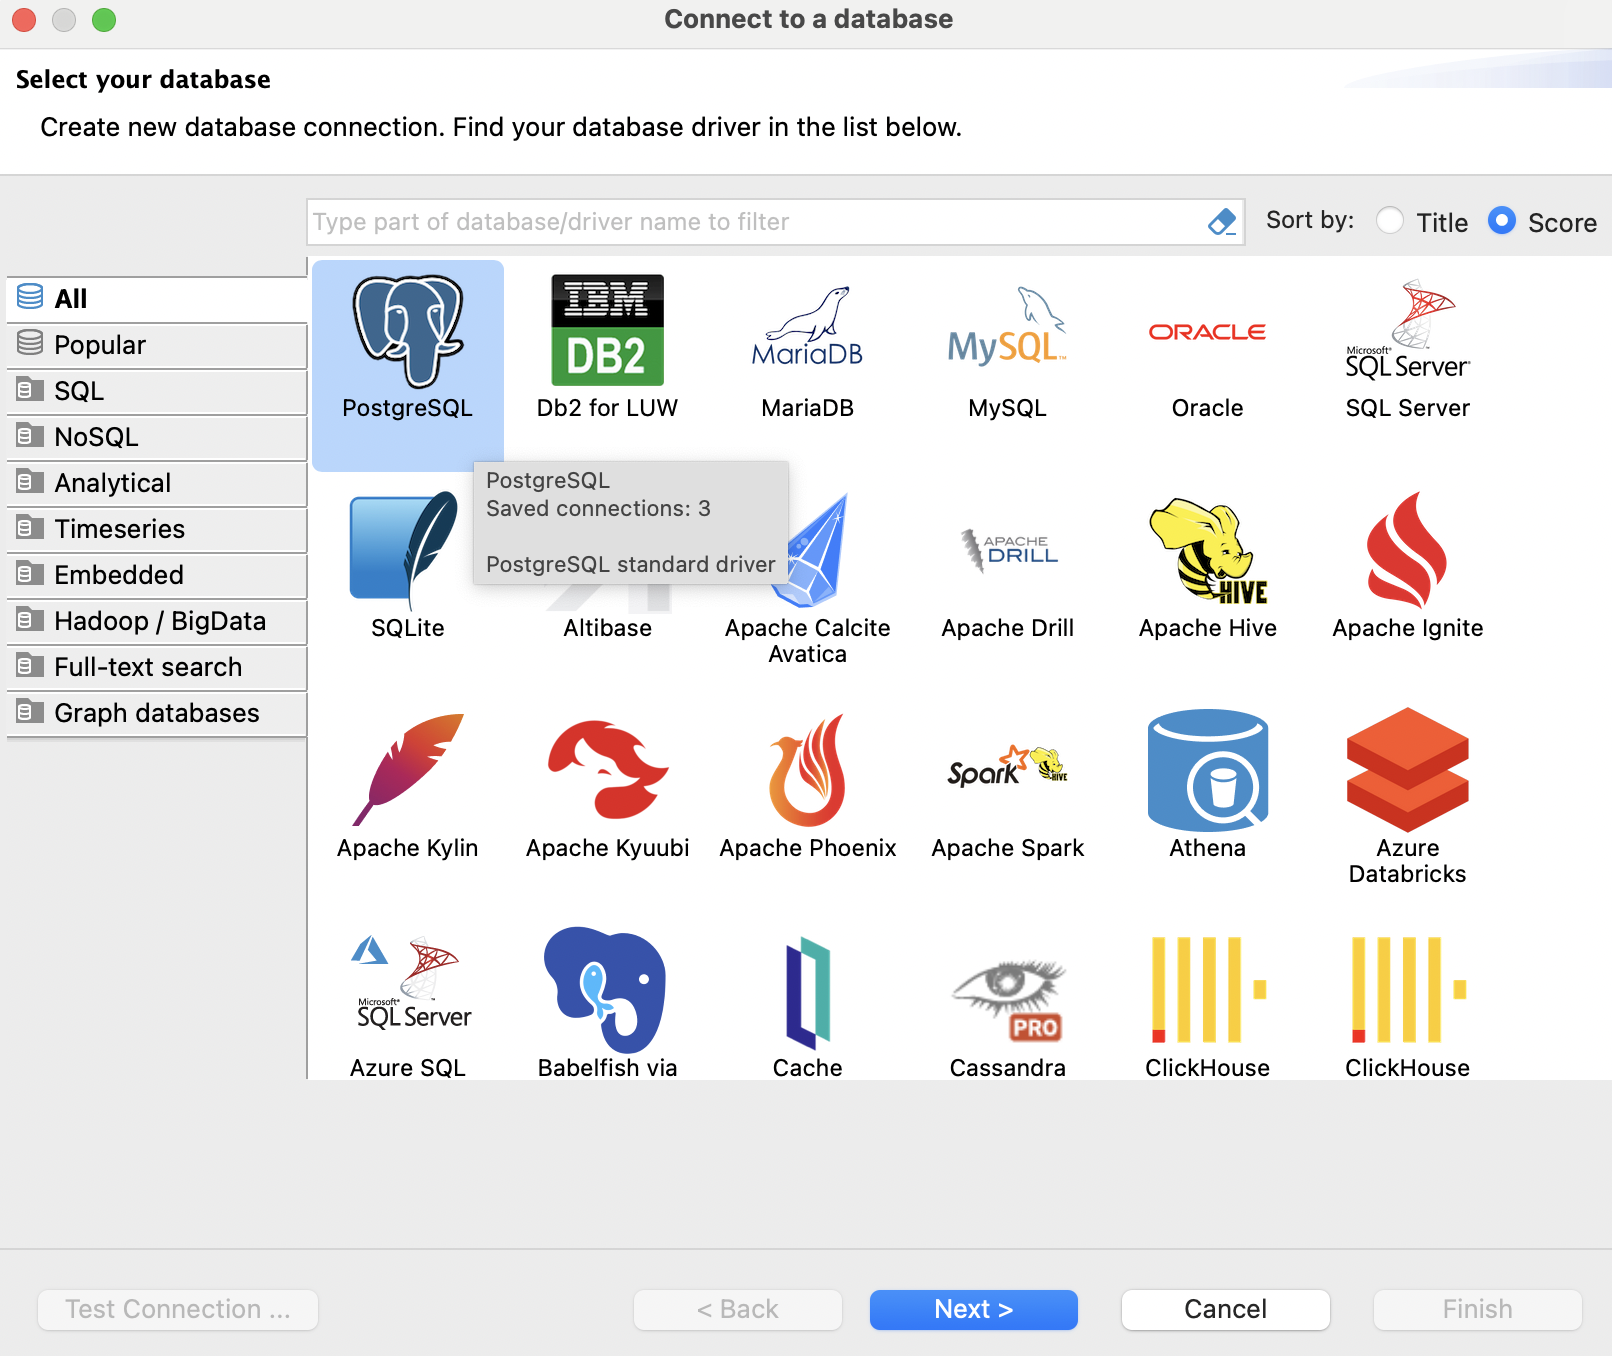 Connect to a database
Select your database
Create new database connection. Find your database driver in the list below.
Type part of database/driver name to filter
Sort by:
Title
Score
All
Popular
SQL
NoSQL
Analytical
Timeseries
Embedded
Hadoop / BigData
Full-text search
Graph databases
IBM
DB2
MariaDB
MySQL™
ORACLE
Microsoft®
SQL Server®
PostgreSQL
Db2 for LUW
MariaDB
MySQL
Oracle
SQL Server
PostgreSQL
Saved connections: 3
PostgreSQL standard driver
APACHE
DRILL
HIVE
SQLite
Altibase
Apache Calcite
Avatica
Apache Drill
Apache Hive
Apache Ignite
Spark
HIVE
Apache Kylin
Apache Kyuubi
Apache Phoenix
Apache Spark
Athena
Azure
Databricks
Microsoft®
SQL Server
PRO
Azure SQL
Babelfish via
Cache
Cassandra
ClickHouse
ClickHouse
Test Connection ...
< Back
Next >
Cancel
Finish